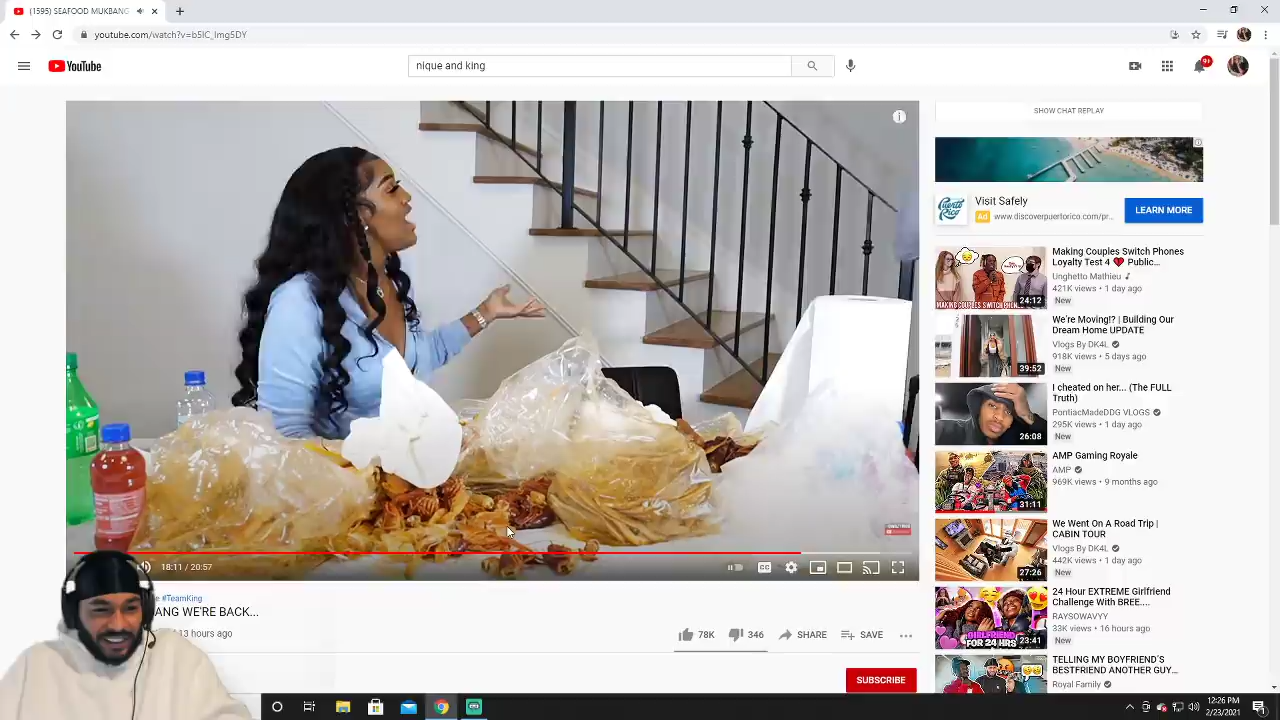 (1595) SEAFOOD MUKBANG
youtube.com/watch?v=b5lC_Img5DY
YouTube
nique and king
9+
SHOW CHAT REPLAY
Visit Safely
Ad www.discoverpuertorico.com/pr...
LEARN MORE
Making Couples Switch Phones
Loyalty Test 4 ❤️ Public...
Unghetto Mathieu
421K views • 1 day ago
New
24:12
We're Moving!? | Building Our
Dream Home UPDATE
Vlogs By DK4L
918K views • 5 days ago
New
39:52
I cheated on her... (The FULL
Truth)
PontiacMadeDDG VLOGS
295K views • 1 day ago
New
26:08
AMP Gaming Royale
AMP
969K views • 9 months ago
31:11
We Went On A Road Trip |
CABIN TOUR
Vlogs By DK4L
442K views • 1 day ago
New
27:26
24 Hour EXTREME Girlfriend
Challenge With BREE....
RAYSOWAVYY
33K views • 16 hours ago
New
23:41
TELLING MY BOYFRIEND'S
BESTFRIEND ANOTHER GUY...
Royal Family
18:11 / 20:57
CC
#TeamKing
ANG WE'RE BACK...
13 hours ago
78K
346
SHARE
SAVE
SUBSCRIBE
12:26 PM
2/23/2021